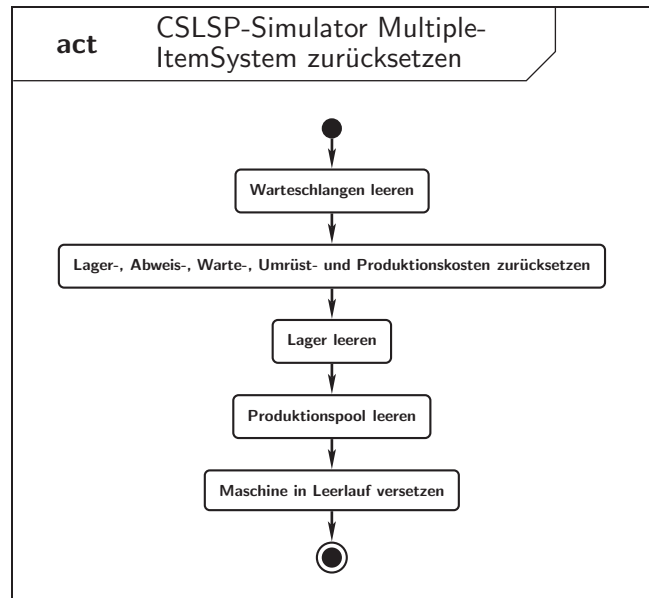 act
CSLSP-Simulator Multiple-
ItemSystem zurücksetzen
Warteschlangen leeren
Lager-, Abweis-, Warte-, Umrüst- und Produktionskosten zurücksetzen
Lager leeren
Produktionspool leeren
Maschine in Leerlauf versetzen